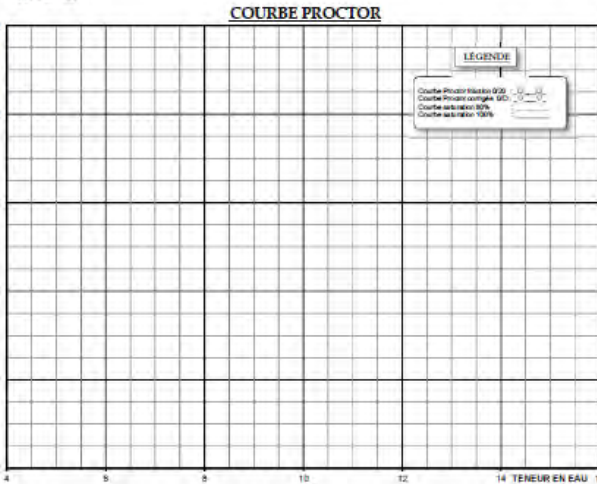 COURBE PROCTOR
LÉGENDE
Courbe Proctor fraction 0/20
Courbe Proctor corrigée 0/D
Courbe saturation 80%
Courbe saturation 100%
4 6 8 10 12 14 TENEUR EN EAU